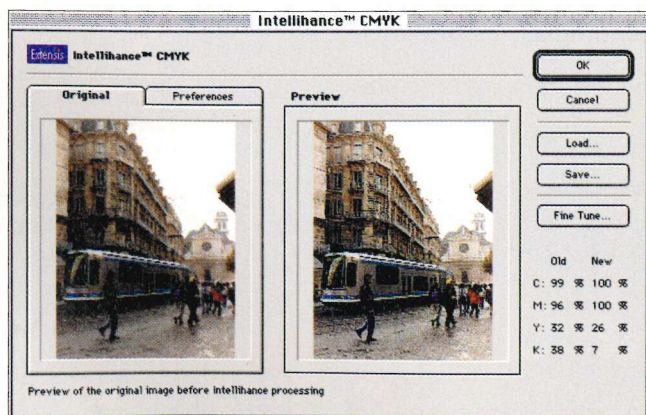 Intellihance™ CMYK
Extensis Intellihance™ CMYK
Original Preferences
Preview
OK
Cancel
Load...
Save...
Fine Tune...
Old New
C: 99 % 100 %
M: 96 % 100 %
Y: 32 % 26 %
K: 38 % 7 %
Preview of the original image before Intellihance processing